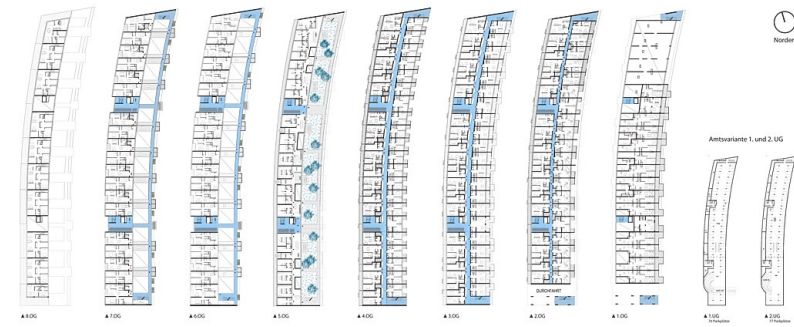 Norden
Amtsvariante 1. und 2. UG
DURCHFAHRT
▲ 8.OG
▲ 7.OG
▲ 6.OG
▲ 5.OG
▲ 4.OG
▲ 3.OG
▲ 2.OG
▲ 1.OG
▲ 1.UG
▲ 2.UG